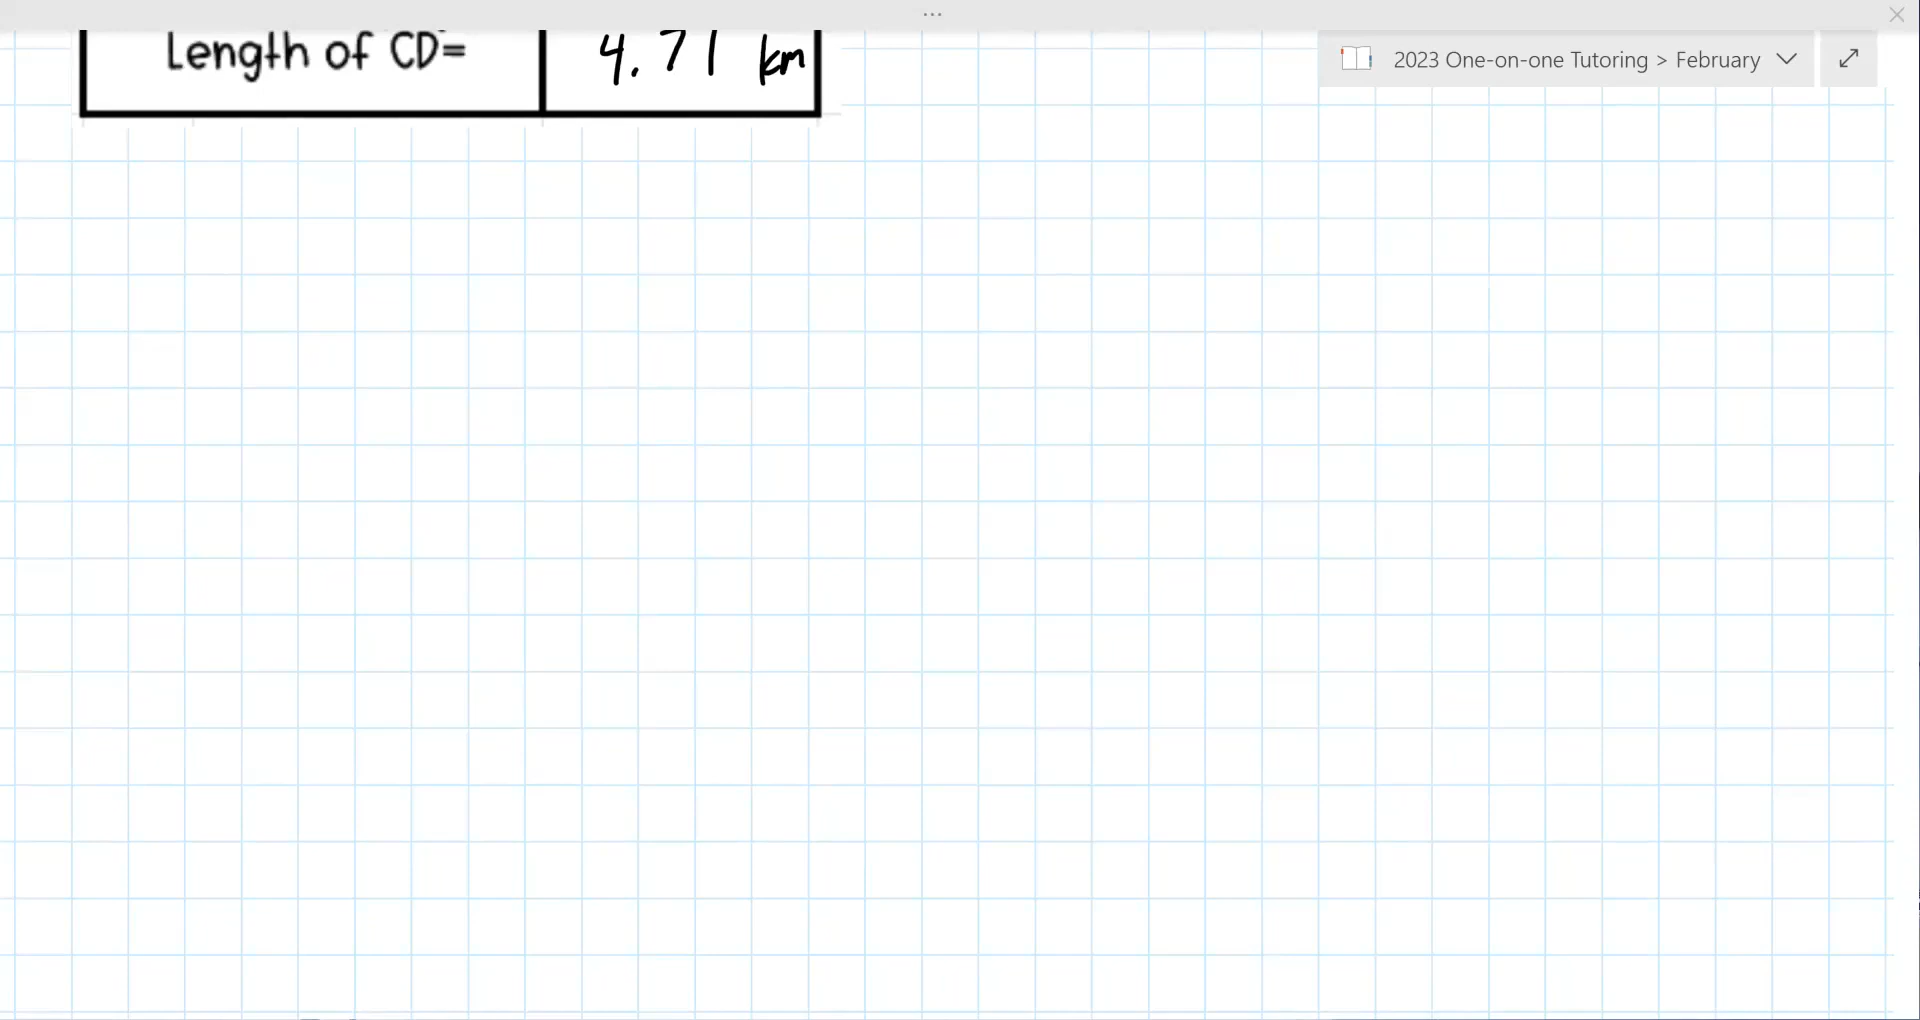 Length of CD= 4.71 km
2023 One-on-one Tutoring > February